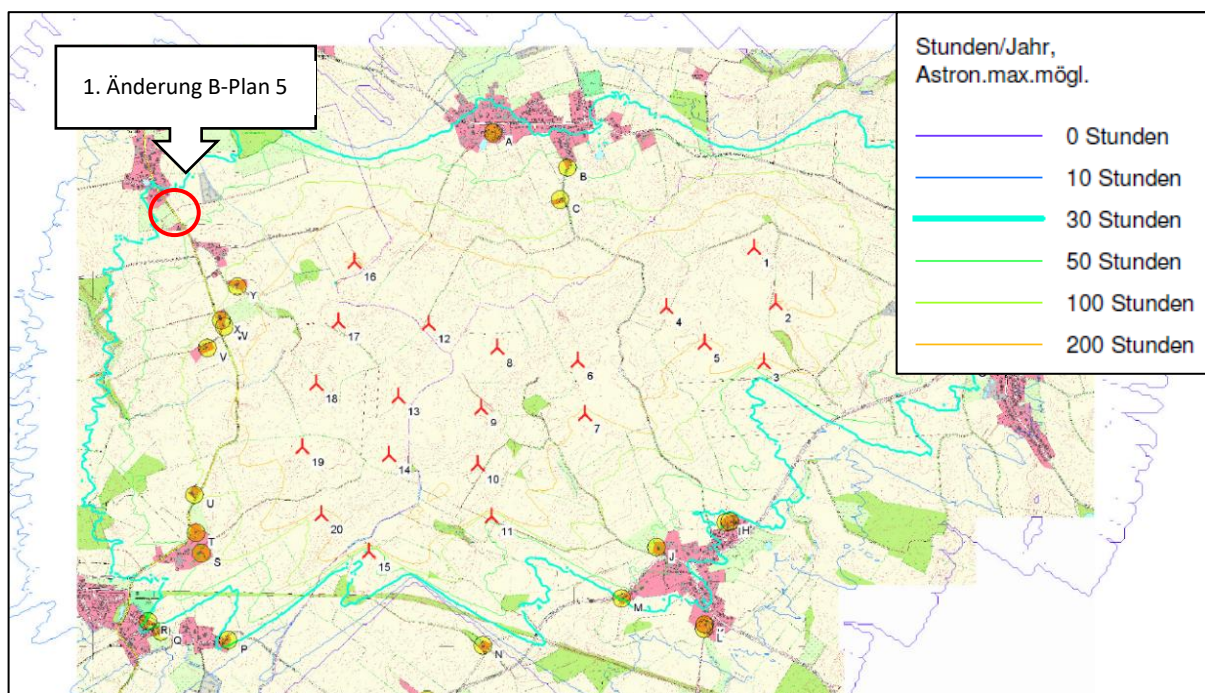 1. Änderung B-Plan 5
Stunden/Jahr,
Astron.max.mögl.
0 Stunden
10 Stunden
30 Stunden
50 Stunden
100 Stunden
200 Stunden
A
B
C
1
16
Y
2
4
17
12
X
V
V
5
8
6
3
18
13
9
7
19
14
10
U
20
11
H
T
S
15
J
M
R
Q
P
L
N